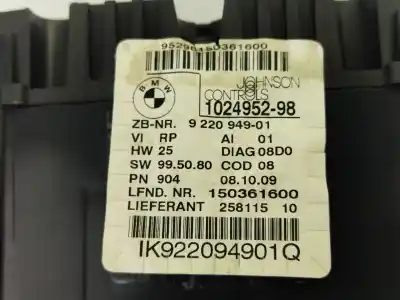 95296150361600
BMW
JOHNSON
CONTROLS
1024952-98
ZB-NR. 9 220 949-01
VI RP AI 01
HW 25 DIAG 08D0
SW 99.50.80 COD 08
PN 904 08.10.09
LFND. NR. 150361600
LIEFERANT 258115 10
IK922094901Q